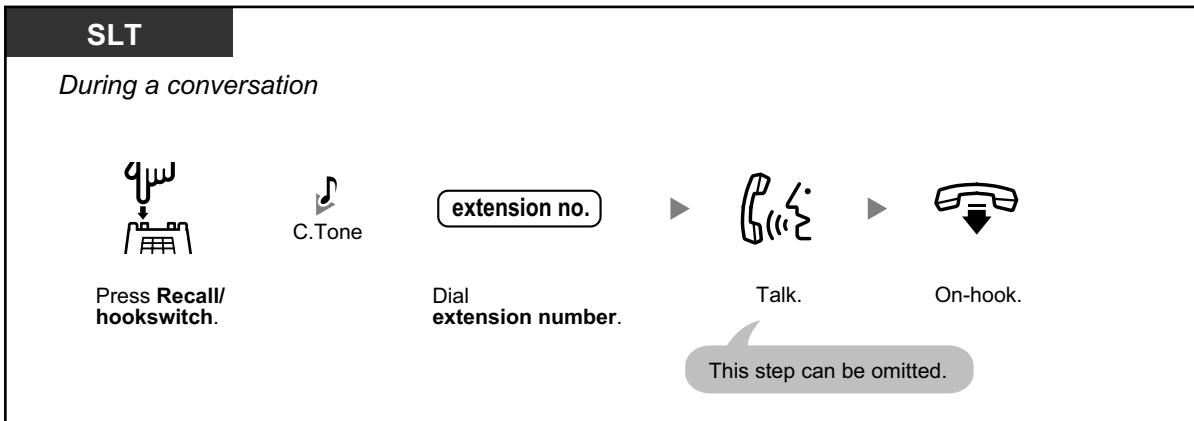 SLT
During a conversation
C.Tone
extension no.
Press Recall/
hookswitch.
Dial
extension number.
Talk.
On-hook.
This step can be omitted.